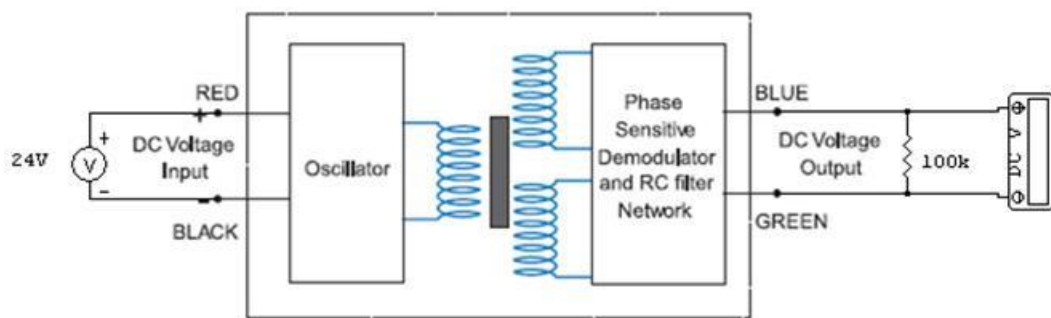 RED
+
24V
+
V
-
DC Voltage
Input
-
BLACK
Oscillator
Phase
Sensitive
Demodulator
and RC filter
Network
BLUE
DC Voltage
Output
GREEN
100k
DC V